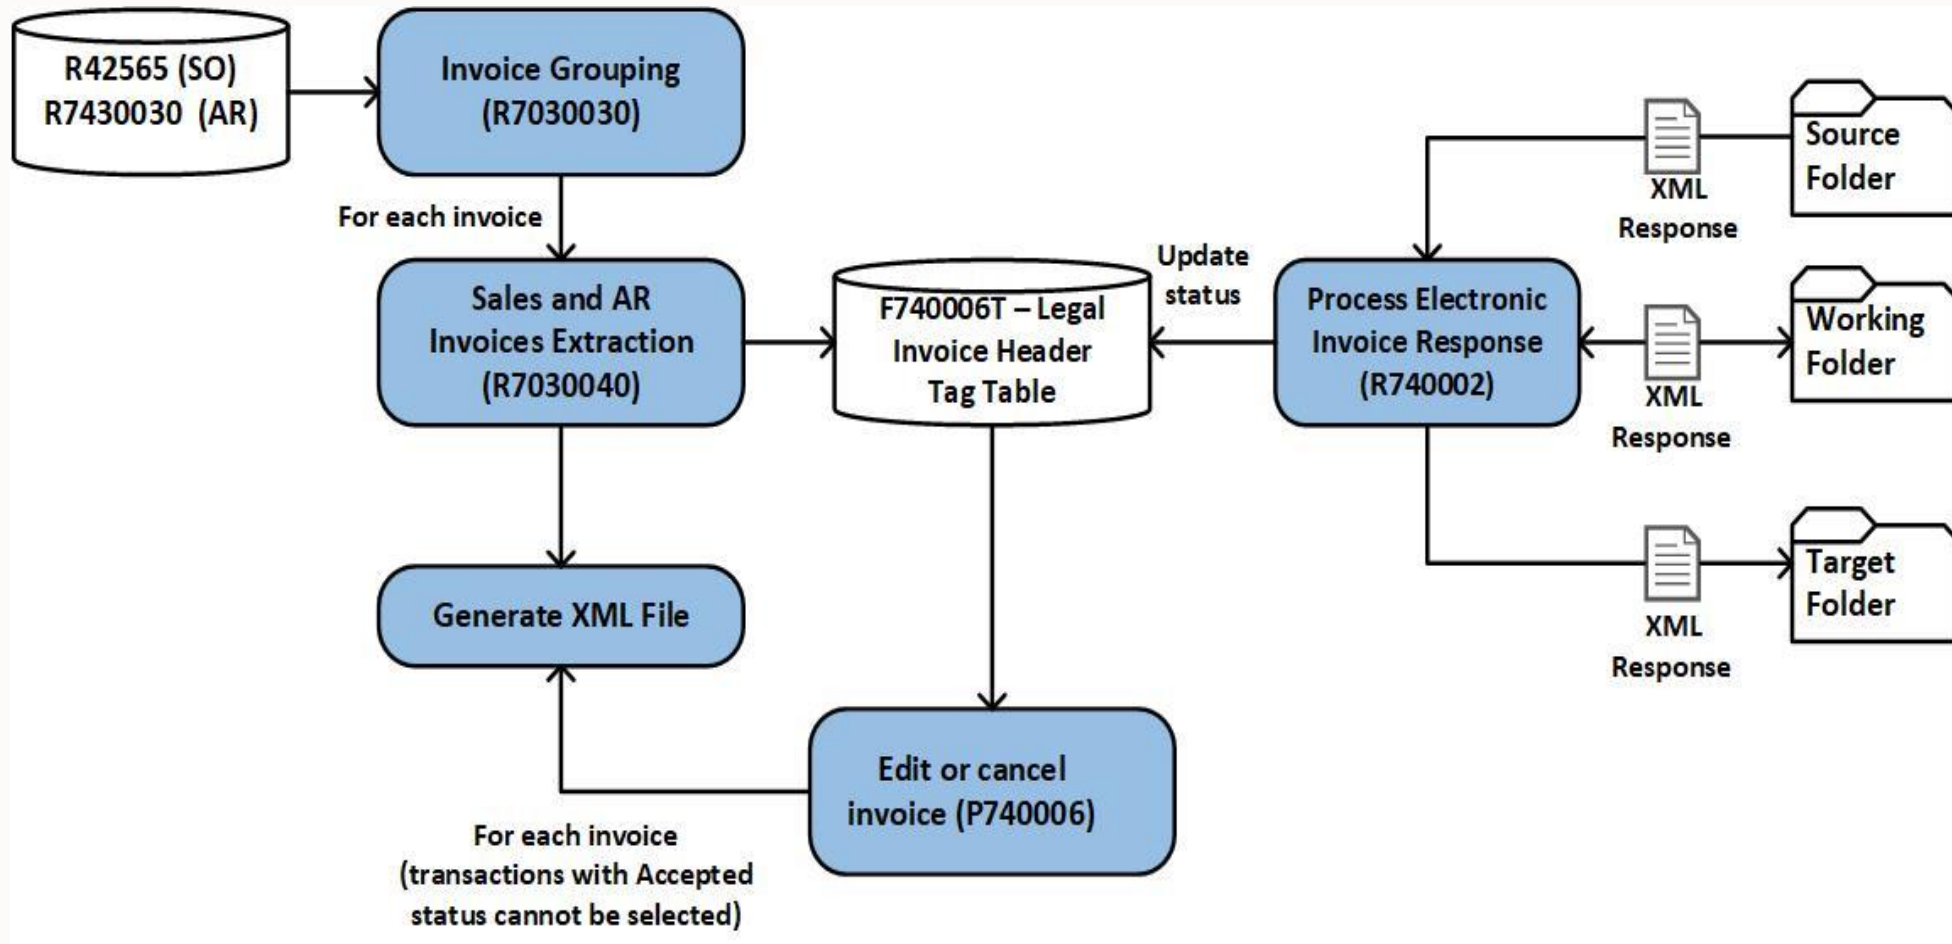 R42565 (SO)
R7430030 (AR)
Invoice Grouping
(R7030030)
For each invoice
Sales and AR
Invoices Extraction
(R7030040)
F740006T – Legal
Invoice Header
Tag Table
Update
status
Process Electronic
Invoice Response
(R740002)
XML
Response
Source
Folder
XML
Response
Working
Folder
XML
Response
Target
Folder
Generate XML File
Edit or cancel
invoice (P740006)
For each invoice
(transactions with Accepted
status cannot be selected)